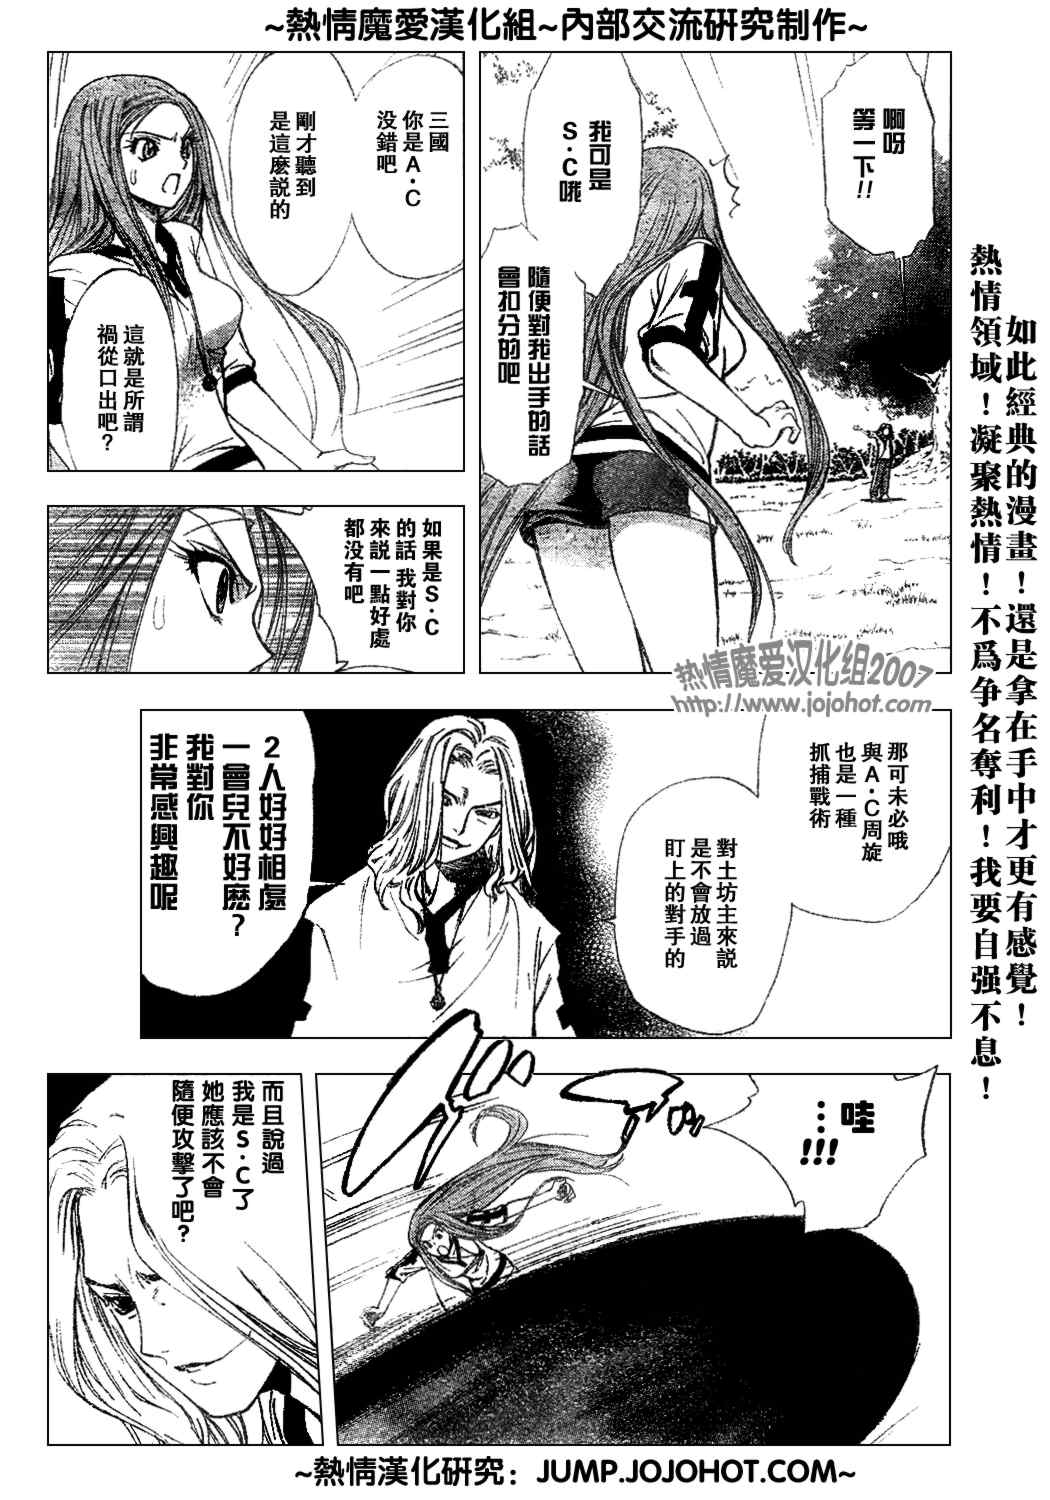 ~熱情魔愛漢化組~內部交流研究制作~
啊呀
等一下!!
我可是
S·C哦
隨便對我出手的話
會扣分的吧
三國
你是A·C
没錯吧
剛才聽到
是這麽説的
這就是所謂
禍從口出吧？
如果是S·C
的話 我對你
來説一點好處
都没有吧
熱情魔爱汉化组2007
http://www.jojohot.com
那可未必哦
與A·C周旋
也是一種
抓捕戰術
對土坊主來説
是不會放過
盯上的對手的
2人好好相處
一會兒不好麽？
我對你
非常感興趣呢
哇
…!!!
而且說過
我是S·C了
她應該不會
隨便攻擊了吧？
如此經典的漫畫！還是拿在手中才更有感覺！
熱情領域！凝聚熱情！不爲争名奪利！我要自强不息！
~熱情漢化研究：JUMP.JOJOHOT.COM~